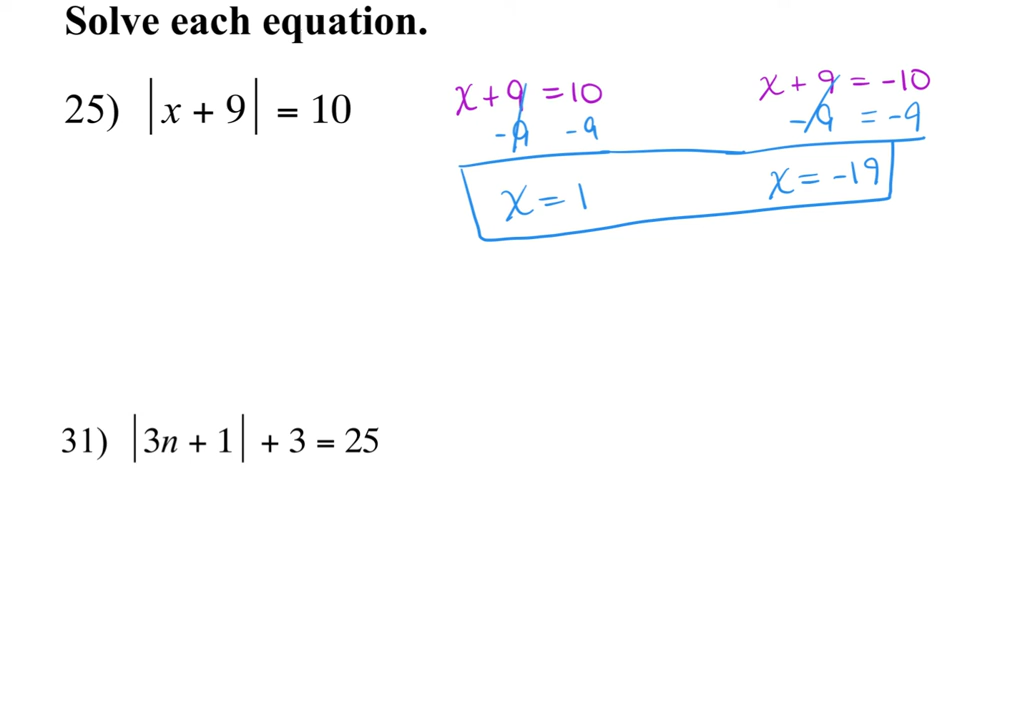 Solve each equation.
25) |x + 9| = 10
x + 9 = 10
-9 -9
x = 1
x + 9 = -10
-9 = -9
x = -19
31) |3n + 1| + 3 = 25